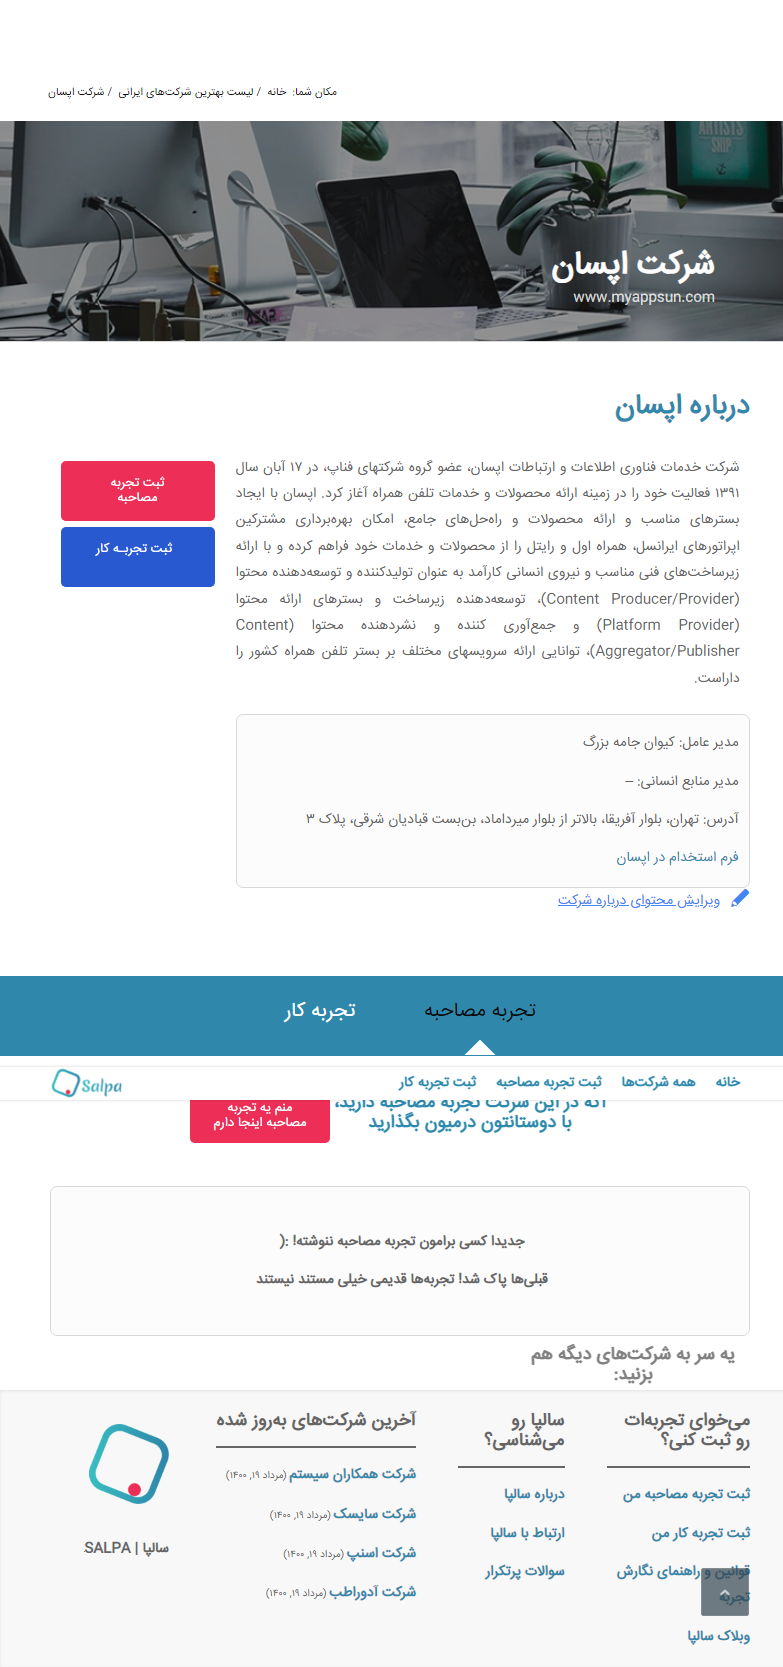 مکان شما: خانه / لیست بهترین شرکت‌های ایرانی / شرکت اپسان
ARTISTS
SHIP
شرکت اپسان
www.myappsun.com
درباره اپسان
شرکت خدمات فناوری اطلاعات و ارتباطات اپسان، عضو گروه شرکتهای فناپ، در ۱۷ آبان سال
۱۳۹۱ فعالیت خود را در زمینه ارائه محصولات و خدمات تلفن همراه آغاز کرد. اپسان با ایجاد
بسترهای مناسب و ارائه محصولات و راه‌حل‌های جامع، امکان بهره‌برداری مشترکین
اپراتورهای ایرانسل، همراه اول و رایتل را از محصولات و خدمات خود فراهم کرده و با ارائه
زیرساخت‌های فنی مناسب و نیروی انسانی کارآمد به عنوان تولیدکننده و توسعه‌دهنده محتوا
(Content Producer/Provider)، توسعه‌دهنده زیرساخت و بسترهای ارائه محتوا
(Platform Provider) و جمع‌آوری کننده و نشردهنده محتوا (Content
Aggregator/Publisher)، توانایی ارائه سرویسهای مختلف بر بستر تلفن همراه کشور را
داراست.
ثبت تجربه
مصاحبه
ثبت تجربـه کار
مدیر عامل: کیوان جامه بزرگ
مدیر منابع انسانی: –
آدرس: تهران، بلوار آفریقا، بالاتر از بلوار میرداماد، بن‌بست قبادیان شرقی، پلاک ۳
فرم استخدام در اپسان
ویرایش محتوای درباره شرکت
تجربه مصاحبه
تجربه کار
خانه
همه شرکت‌ها
ثبت تجربه مصاحبه
ثبت تجربه کار
Salpa
اگه در این شرکت تجربه مصاحبه دارید،
با دوستانتون درمیون بگذارید
منم یه تجربه
مصاحبه اینجا دارم
جدیدا کسی برامون تجربه مصاحبه ننوشته! :(
قبلی‌ها پاک شد! تجربه‌ها قدیمی خیلی مستند نیستند
یه سر به شرکت‌های دیگه هم
بزنید:
می‌خوای تجربه‌ات
رو ثبت کنی؟
ثبت تجربه مصاحبه من
ثبت تجربه کار من
قوانین و راهنمای نگارش
تجربه
وبلاک سالپا
سالپا رو
می‌شناسی؟
درباره سالپا
ارتباط با سالپا
سوالات پرتکرار
آخرین شرکت‌های به‌روز شده
شرکت همکاران سیستم (مرداد ۱۹, ۱۴۰۰)
شرکت سایسک (مرداد ۱۹, ۱۴۰۰)
شرکت اسنپ (مرداد ۱۹, ۱۴۰۰)
شرکت آدوراطب (مرداد ۱۹, ۱۴۰۰)
سالپا | SALPA